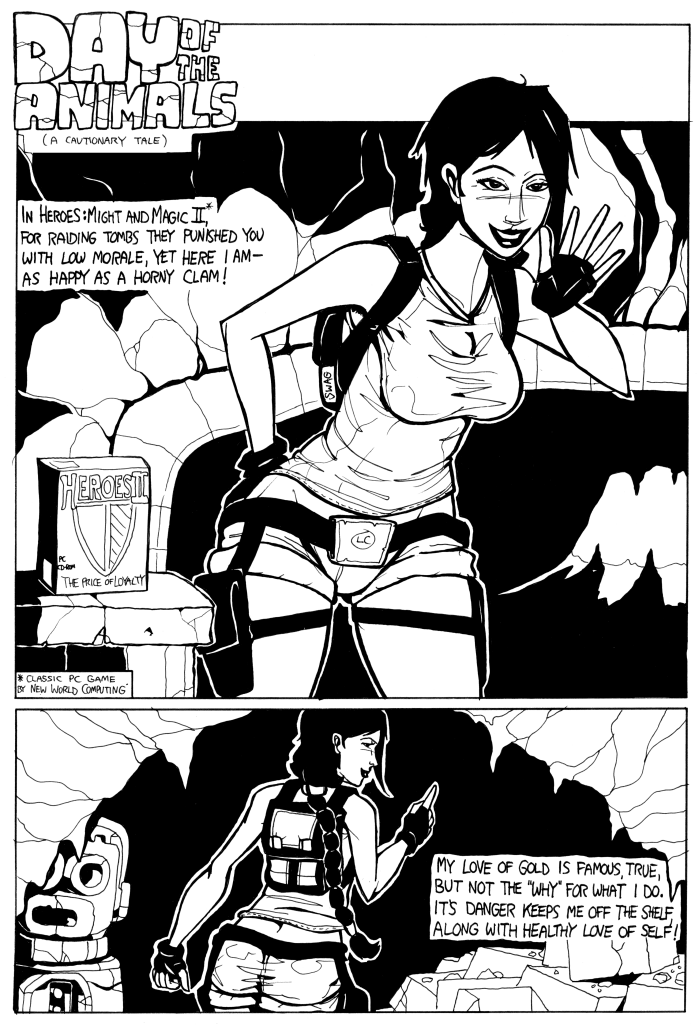 DAY OF THE
ANIMALS
(A CAUTIONARY TALE)
IN HEROES: MIGHT AND MAGIC II,*
FOR RAIDING TOMBS THEY PUNISHED YOU
WITH LOW MORALE, YET HERE I AM—
AS HAPPY AS A HORNY CLAM!
SWAG
LC
HEROES II
PC
CD-ROM
THE PRICE OF LOYALTY
* CLASSIC PC GAME
BY NEW WORLD COMPUTING
MY LOVE OF GOLD IS FAMOUS, TRUE,
BUT NOT THE "WHY" FOR WHAT I DO.
IT'S DANGER KEEPS ME OFF THE SHELF,
ALONG WITH HEALTHY LOVE OF SELF!